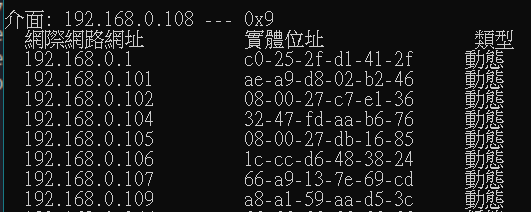 介面: 192.168.0.108 --- 0x9
網際網路網址 實體位址 類型
192.168.0.1 c0-25-2f-d1-41-2f 動態
192.168.0.101 ae-a9-d8-02-b2-46 動態
192.168.0.102 08-00-27-c7-e1-36 動態
192.168.0.104 32-47-fd-aa-b6-76 動態
192.168.0.105 08-00-27-db-16-85 動態
192.168.0.106 1c-cc-d6-48-38-24 動態
192.168.0.107 66-a9-13-7e-69-cd 動態
192.168.0.109 a8-a1-59-aa-d5-3c 動態